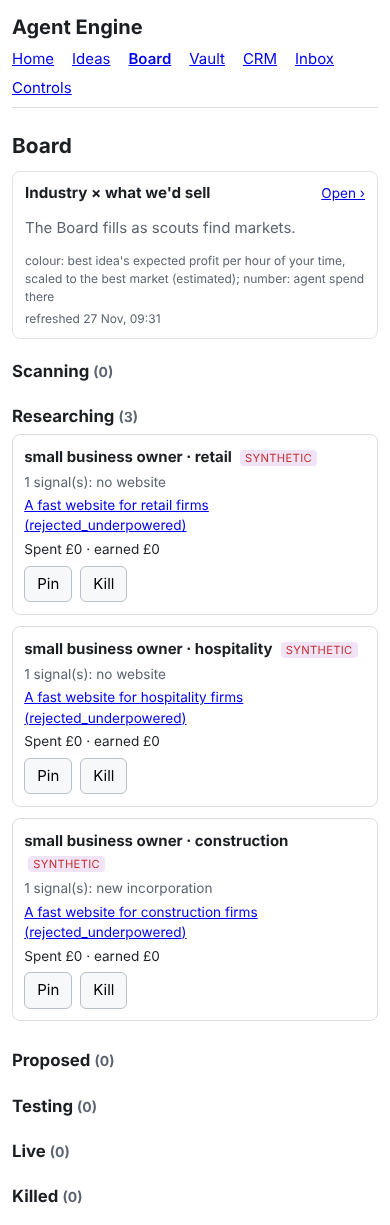 Agent Engine
Home Ideas Board Vault CRM Inbox
Controls
Board
Industry × what we'd sell Open ›
The Board fills as scouts find markets.
colour: best idea's expected profit per hour of your time,
scaled to the best market (estimated); number: agent spend
there
refreshed 27 Nov, 09:31
Scanning (0)
Researching (3)
small business owner · retail SYNTHETIC
1 signal(s): no website
A fast website for retail firms
(rejected_underpowered)
Spent £0 · earned £0
Pin Kill
small business owner · hospitality SYNTHETIC
1 signal(s): no website
A fast website for hospitality firms
(rejected_underpowered)
Spent £0 · earned £0
Pin Kill
small business owner · construction
SYNTHETIC
1 signal(s): new incorporation
A fast website for construction firms
(rejected_underpowered)
Spent £0 · earned £0
Pin Kill
Proposed (0)
Testing (0)
Live (0)
Killed (0)